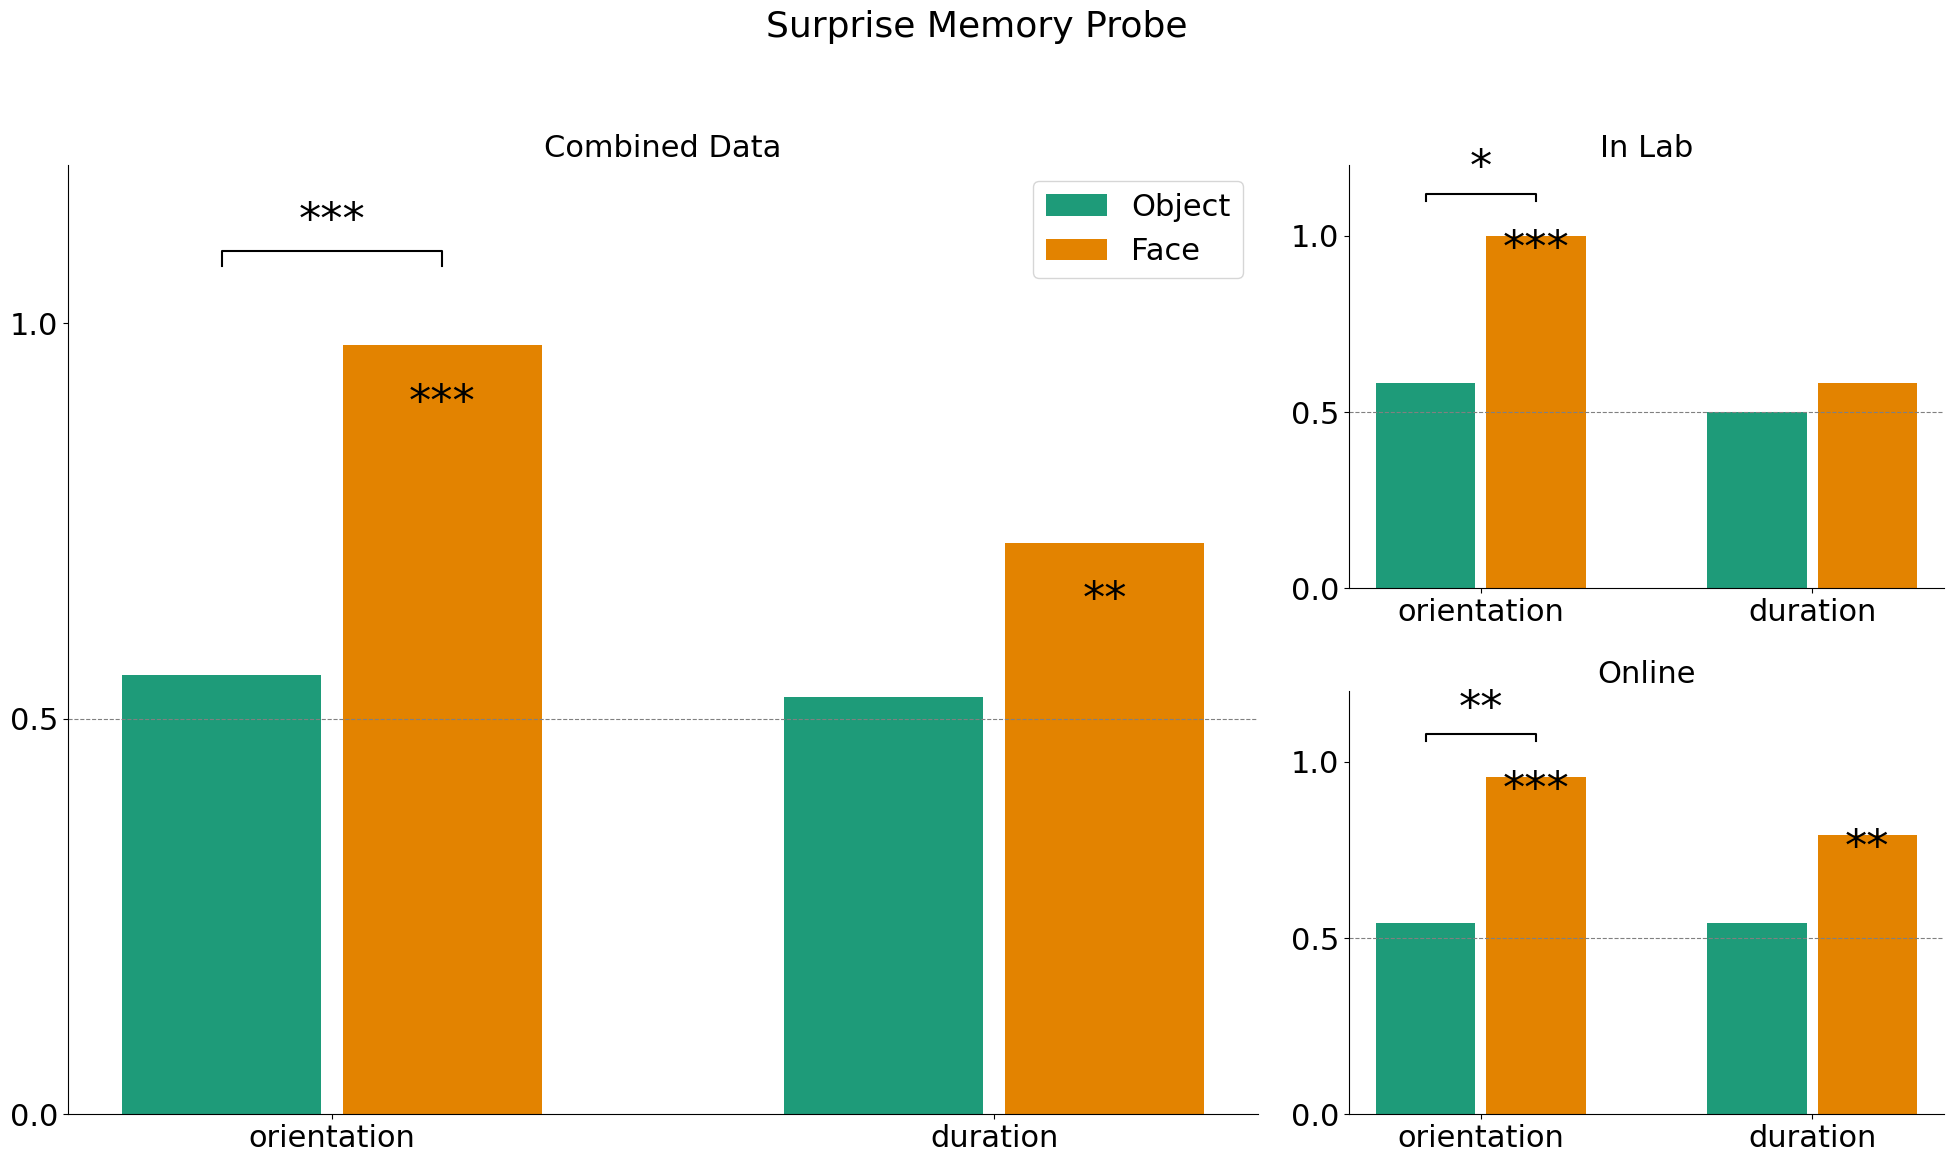 Surprise Memory Probe
Combined Data
***
Object
Face
1.0
***
**
0.5
0.0
orientation
duration
In Lab
*
1.0
***
0.5
0.0
orientation
duration
Online
**
1.0
***
**
0.5
0.0
orientation
duration